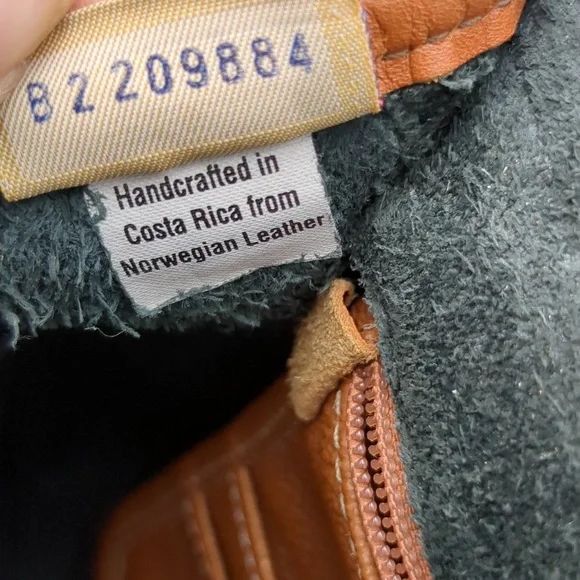 B2209884
Handcrafted in
Costa Rica from
Norwegian Leather